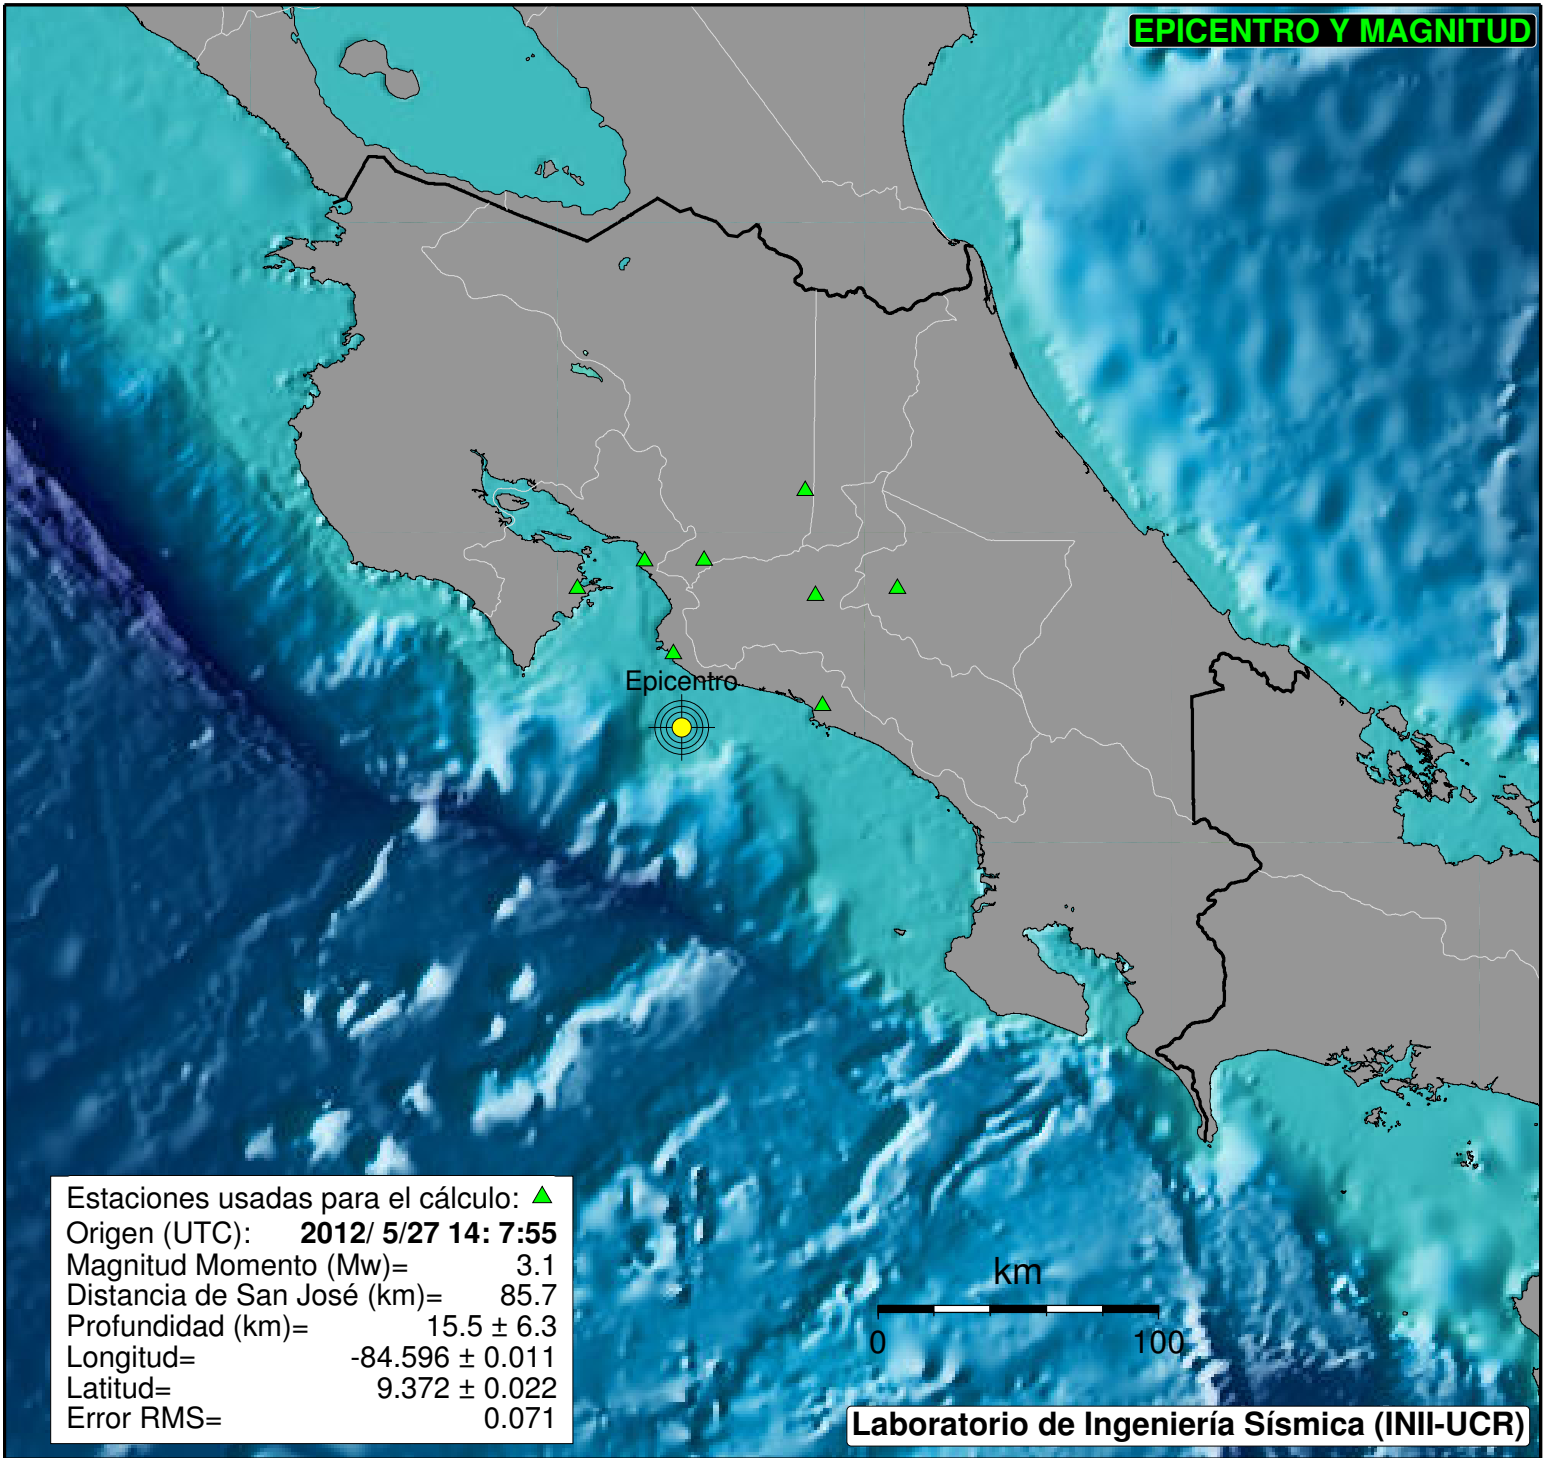 EPICENTRO Y MAGNITUD
Epicentro
Estaciones usadas para el cálculo:
Origen (UTC): 2012/ 5/27 14: 7:55
Magnitud Momento (Mw)= 3.1
Distancia de San José (km)= 85.7
Profundidad (km)= 15.5 ± 6.3
Longitud= -84.596 ± 0.011
Latitud= 9.372 ± 0.022
Error RMS= 0.071
km
0 100
Laboratorio de Ingeniería Sísmica (INII-UCR)